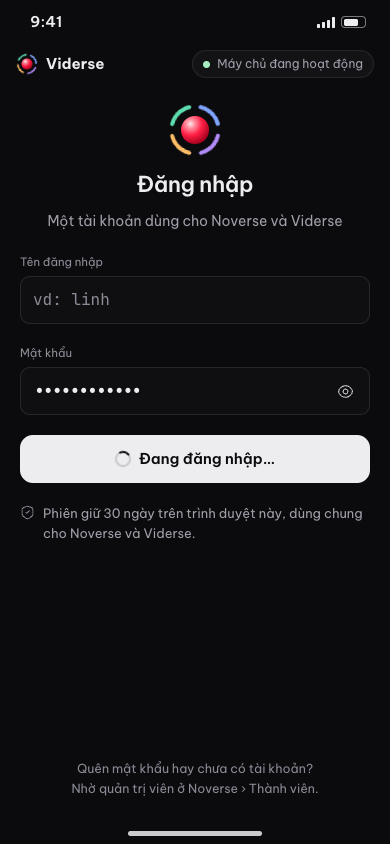 9:41
Viderse
Máy chủ đang hoạt động
Đăng nhập
Một tài khoản dùng cho Noverse và Viderse
Tên đăng nhập
vd: linh
Mật khẩu
••••••••••••
Đang đăng nhập…
Phiên giữ 30 ngày trên trình duyệt này, dùng chung
cho Noverse và Viderse.
Quên mật khẩu hay chưa có tài khoản?
Nhờ quản trị viên ở Noverse › Thành viên.